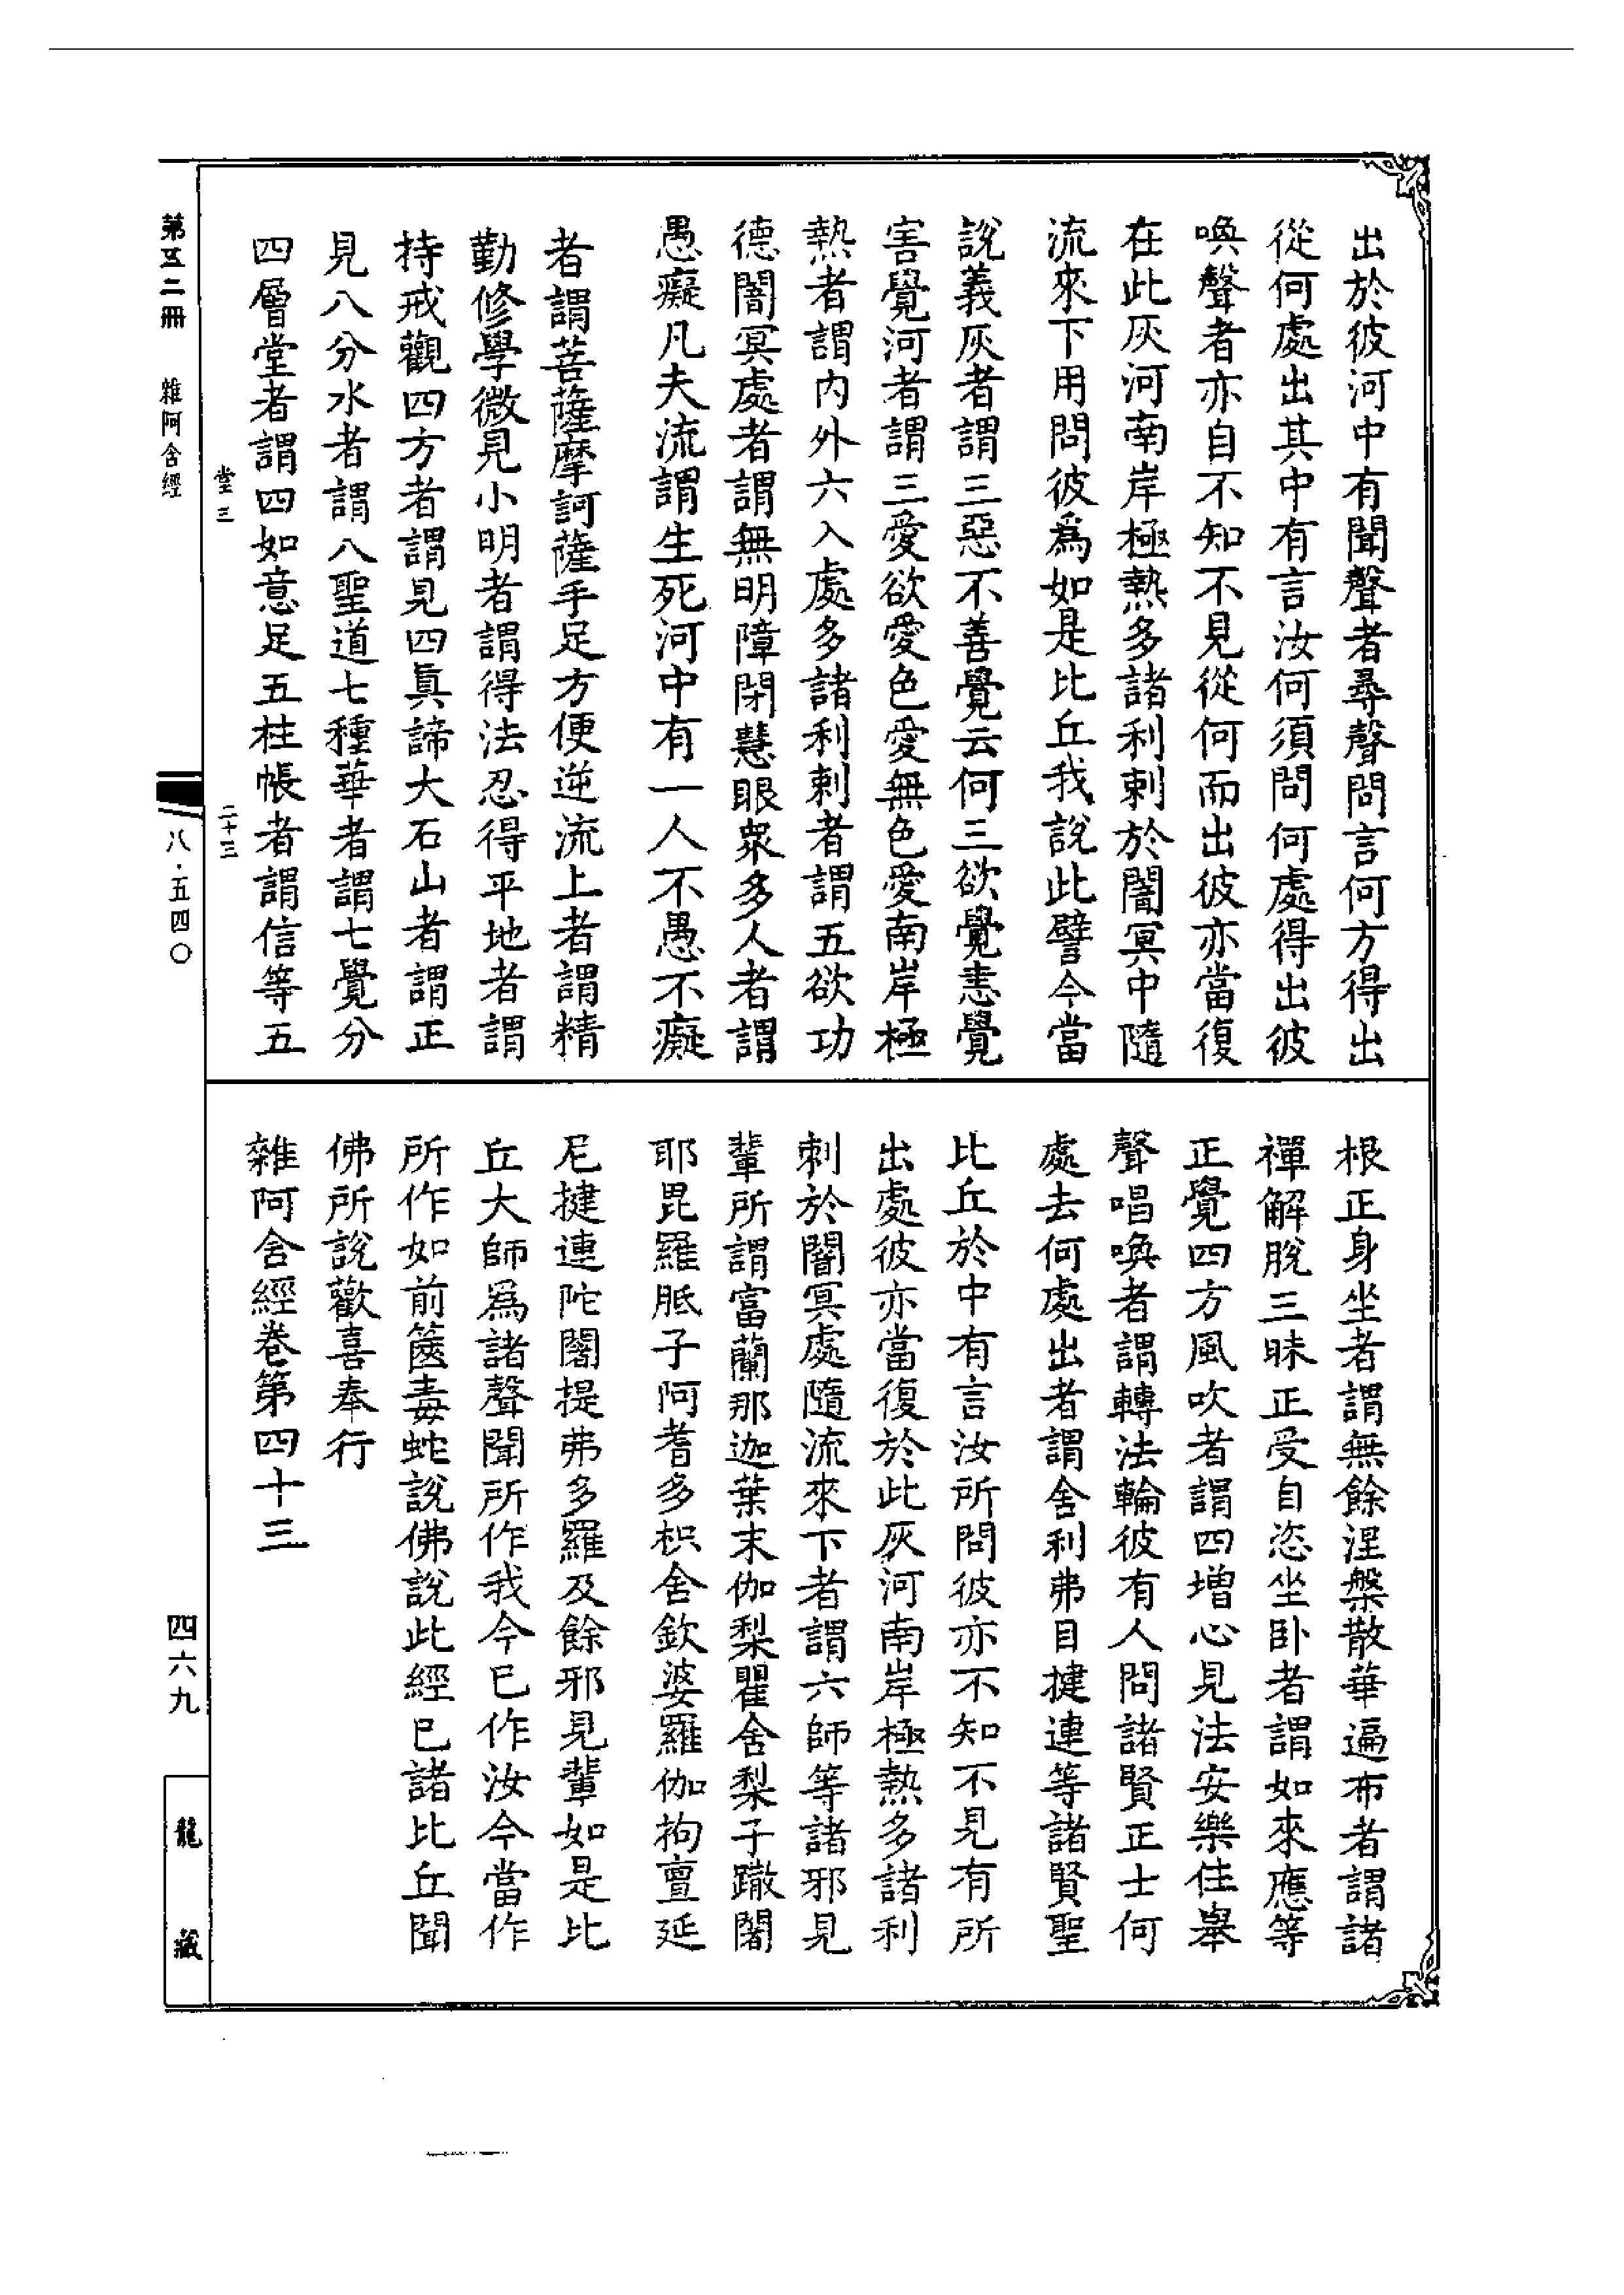 出於彼河中有聞聲者尋聲問言何方得出
從何處出其中有言汝何須問何處得出彼
喚聲者亦自不知不見從何而出彼亦當復
在此灰河南岸極熱多諸利刺於闇冥中隨
流來下用問彼爲如是比丘我說此譬今當
說義灰者謂三惡不善覺云何三欲覺恚覺
害覺河者謂三愛欲愛色愛無色愛南岸極
熱者謂内外六入處多諸利刺者謂五欲功
德闇冥處者謂無明障閉慧眼衆多人者謂
愚癡凡夫流謂生死河中有一人不愚不癡
者謂菩薩摩訶薩手足方便逆流上者謂精
勤修學微見小明者謂得法忍得平地者謂
持戒觀四方者謂見四眞諦大石山者謂正
見八分水者謂八聖道七種華者謂七覺分
四層堂者謂四如意足五柱帳者謂信等五
根正身坐者謂無餘涅槃散華遍布者謂諸
禪解脫三昧正受自恣坐卧者謂如來應等
正覺四方風吹者謂四增心見法安樂住舉
聲唱喚者謂轉法輪彼有人問諸賢正士何
處去何處出者謂舍利弗目揵連等諸賢聖
比丘於中有言汝所問彼亦不知不見有所
出處彼亦當復於此灰河南岸極熱多諸利
刺於闇冥處隨流來下者謂六師等諸邪見
輩所謂富蘭那迦葉末伽梨瞿舍梨子𨅖闍
耶毘羅胝子阿耆多枳舍欽婆羅伽拘亶延
尼揵連陀闍提弗多羅及餘邪見輩如是比
丘大師爲諸聲聞所作我今已作汝今當作
所作如前篋毒蛇說佛說此經已諸比丘聞
佛所說歡喜奉行
雜阿含經卷第四十三
堂三
二十三
第五二冊
雜阿含經
八·五四〇
四六九
龍藏